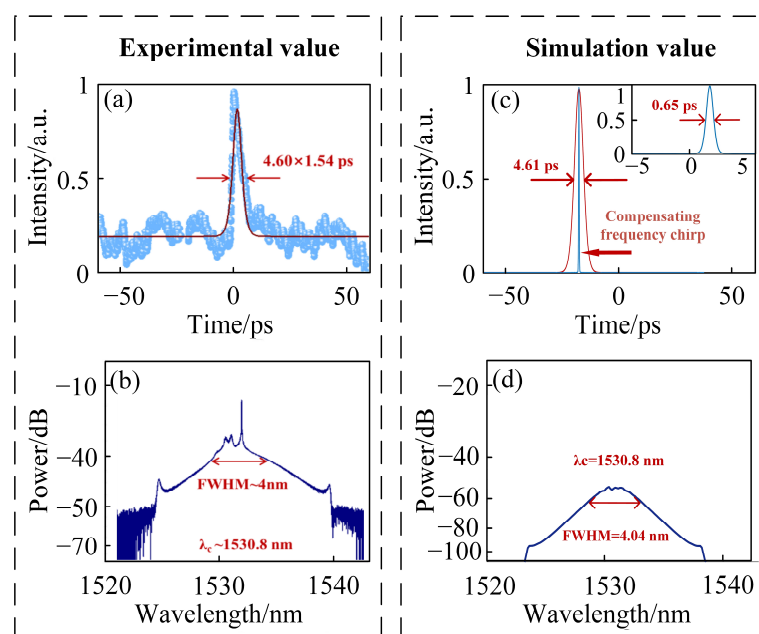 Experimental value
(a)
1
0.5
0
Intensity/a.u.
4.60×1.54 ps
−50
0
50
Time/ps
(b)
−10
−40
−50
−70
Power/dB
FWHM~4nm
λc ~1530.8 nm
1520
1530
1540
Wavelength/nm
Simulation value
(c)
1
0.5
0
Intensity/a.u.
4.61 ps
1
0.5
0
0.65 ps
−5
0
5
Compensating
frequency chirp
−50
0
50
Time/ps
(d)
−20
−40
−60
−80
−100
Power/dB
λc=1530.8 nm
FWHM=4.04 nm
1520
1530
1540
Wavelength/nm